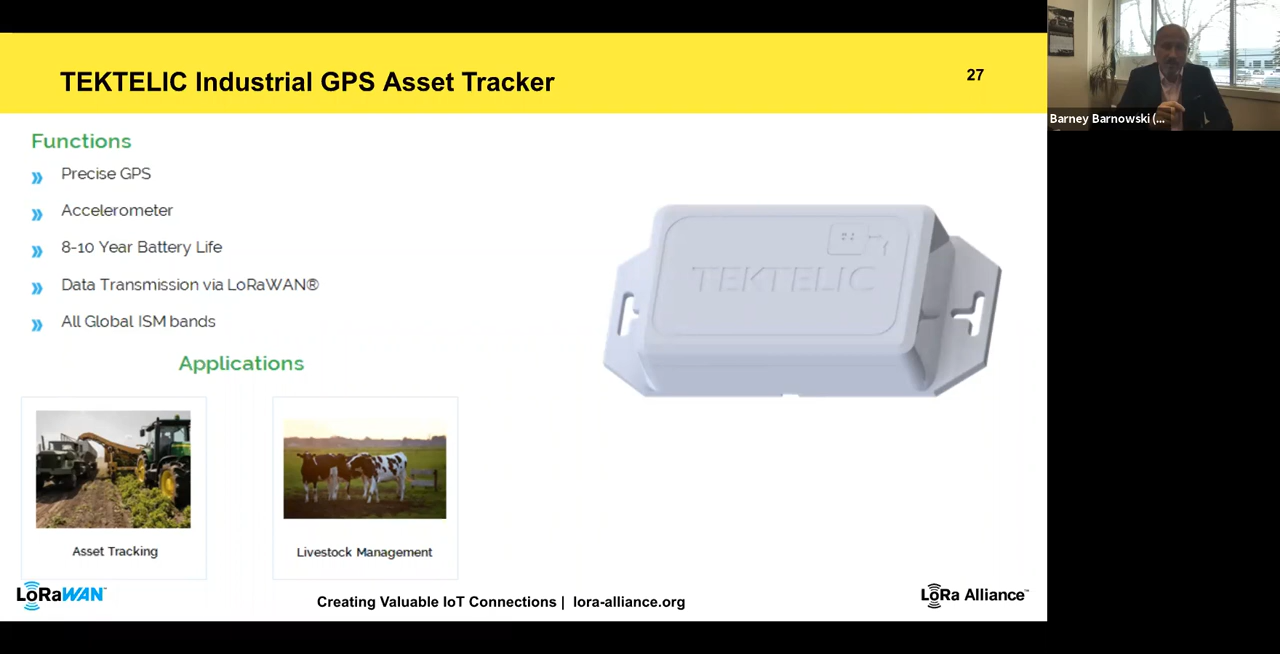 TEKTELIC Industrial GPS Asset Tracker
27
Barney Barnowski (...
Functions
Precise GPS
Accelerometer
8-10 Year Battery Life
Data Transmission via LoRaWAN®
All Global ISM bands
TEKTELIC
Applications
Asset Tracking
Livestock Management
LoRaWAN™
Creating Valuable IoT Connections | lora-alliance.org
LoRa Alliance™